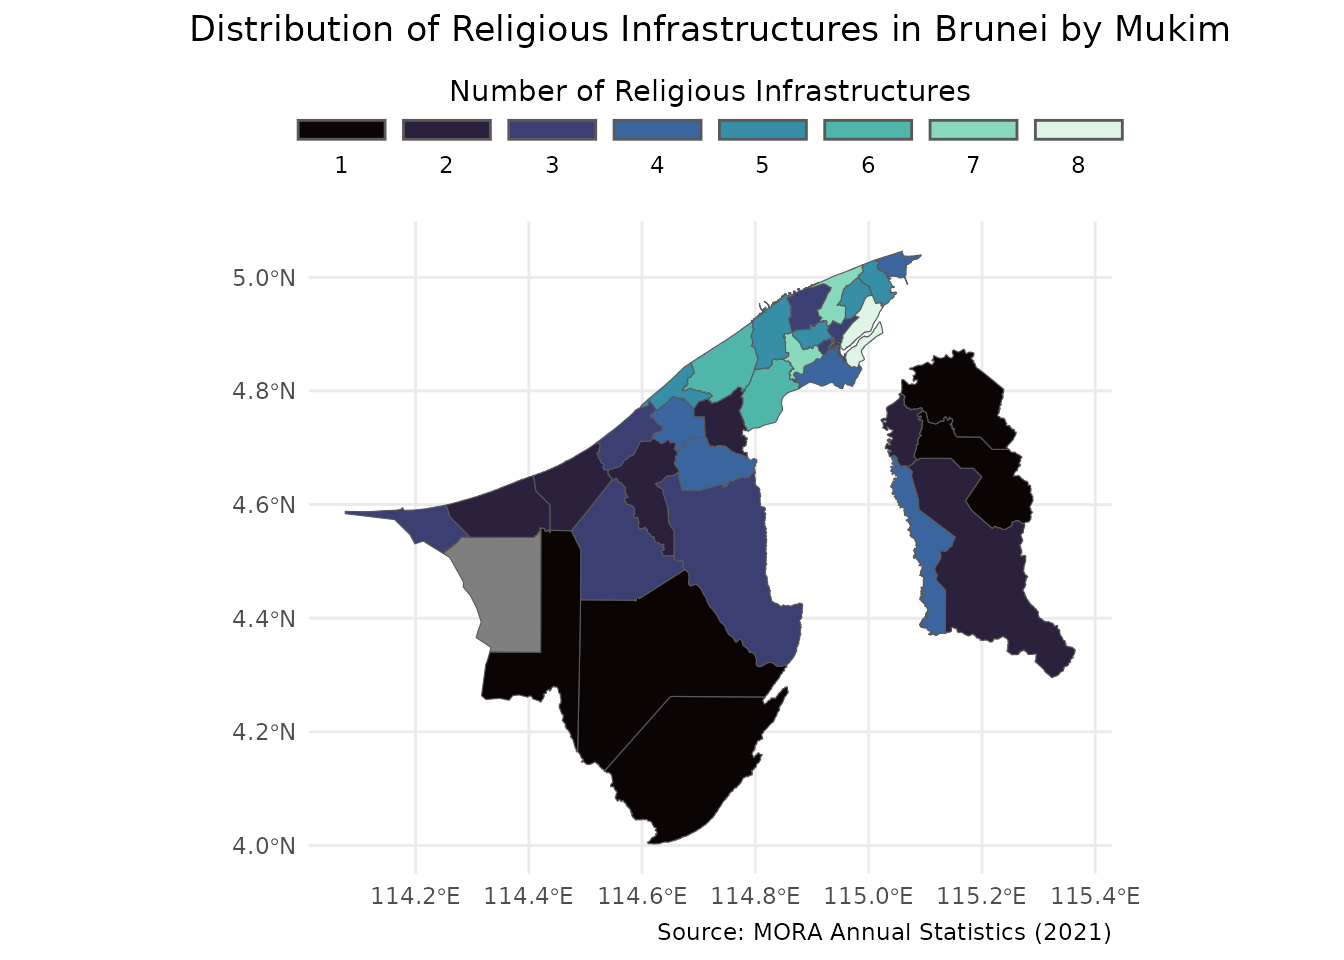 Distribution of Religious Infrastructures in Brunei by Mukim
Number of Religious Infrastructures
1 2 3 4 5 6 7 8
5.0°N
4.8°N
4.6°N
4.4°N
4.2°N
4.0°N
114.2°E 114.4°E 114.6°E 114.8°E 115.0°E 115.2°E 115.4°E
Source: MORA Annual Statistics (2021)